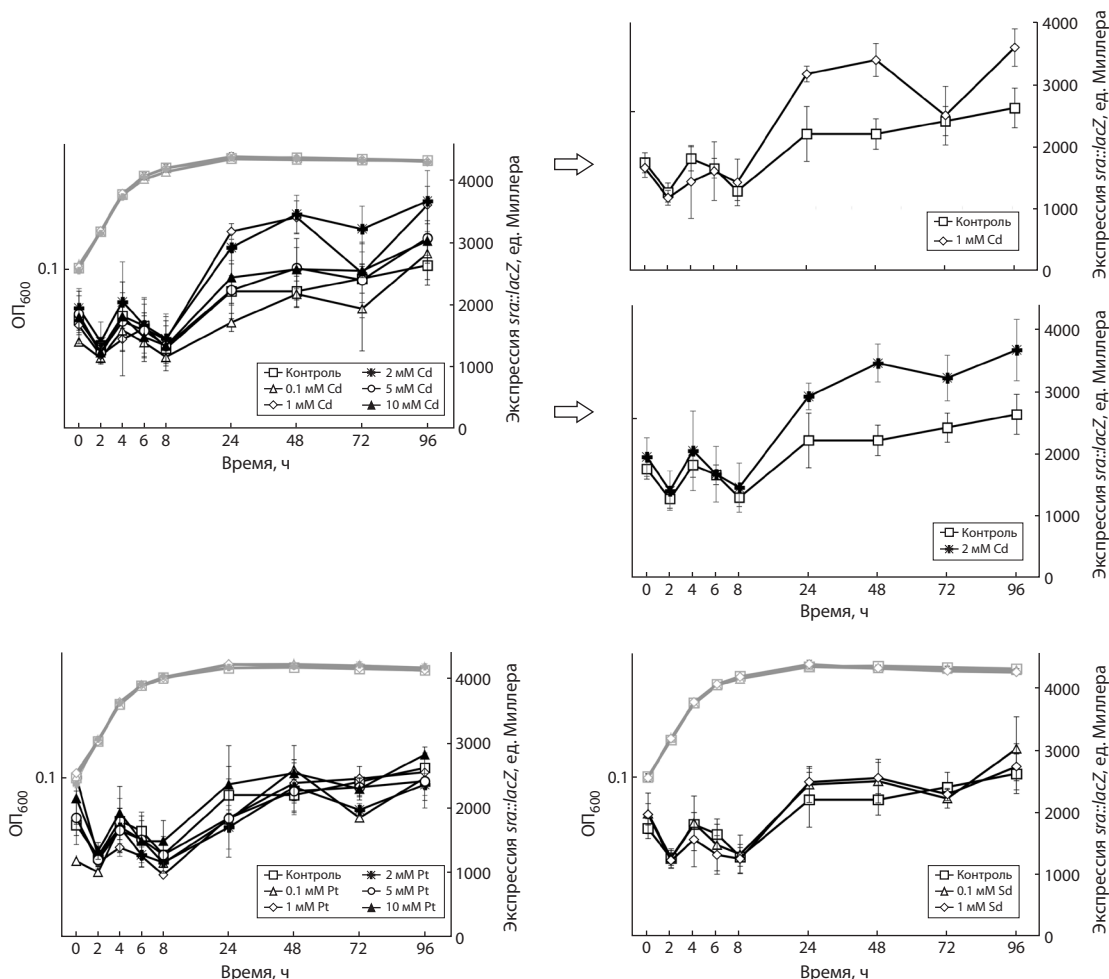 4000
3000
2000
1000
0
Экспрессия sra::lacZ, ед. Миллера
Контроль
1 мМ Cd
0.1
ОП600
4000
3000
2000
1000
0
Экспрессия sra::lacZ, ед. Миллера
Контроль
0.1 мМ Cd
1 мМ Cd
2 мМ Cd
5 мМ Cd
10 мМ Cd
0 2 4 6 8 24 48 72 96
Время, ч
4000
3000
2000
1000
0
Экспрессия sra::lacZ, ед. Миллера
Контроль
2 мМ Cd
0 2 4 6 8 24 48 72 96
Время, ч
0.1
ОП600
4000
3000
2000
1000
0
Экспрессия sra::lacZ, ед. Миллера
Контроль
0.1 мМ Pt
1 мМ Pt
2 мМ Pt
5 мМ Pt
10 мМ Pt
0 2 4 6 8 24 48 72 96
Время, ч
0.1
ОП600
4000
3000
2000
1000
0
Экспрессия sra::lacZ, ед. Миллера
Контроль
0.1 мМ Sd
1 мМ Sd
0 2 4 6 8 24 48 72 96
Время, ч